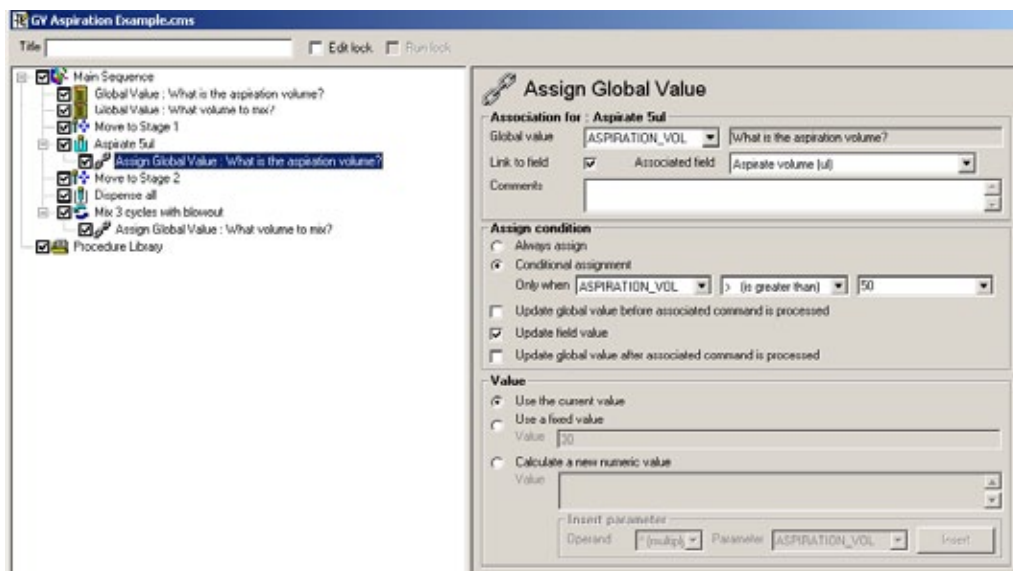 GV Aspiration Example.cms
Title
Edit lock
Run lock
Main Sequence
Global Value : What is the aspiration volume?
Global Value : What volume to mix?
Move to Stage 1
Aspirate 5ul
Assign Global Value : What is the aspiration volume?
Move to Stage 2
Dispense all
Mix 3 cycles with blowout
Assign Global Value : What volume to mix?
Procedure Library
Assign Global Value
Association for : Aspirate 5ul
Global value ASPIRATION_VOL What is the aspiration volume?
Link to field Associated field Aspirate volume (ul)
Comments
Assign condition
Always assign
Conditional assignment
Only when ASPIRATION_VOL > (is greater than) 50
Update global value before associated command is processed
Update field value
Update global value after associated command is processed
Value
Use the current value
Use a fixed value
Value 30
Calculate a new numeric value
Value
Insert parameter
Operand * (multiply Parameter ASPIRATION_VOL Insert